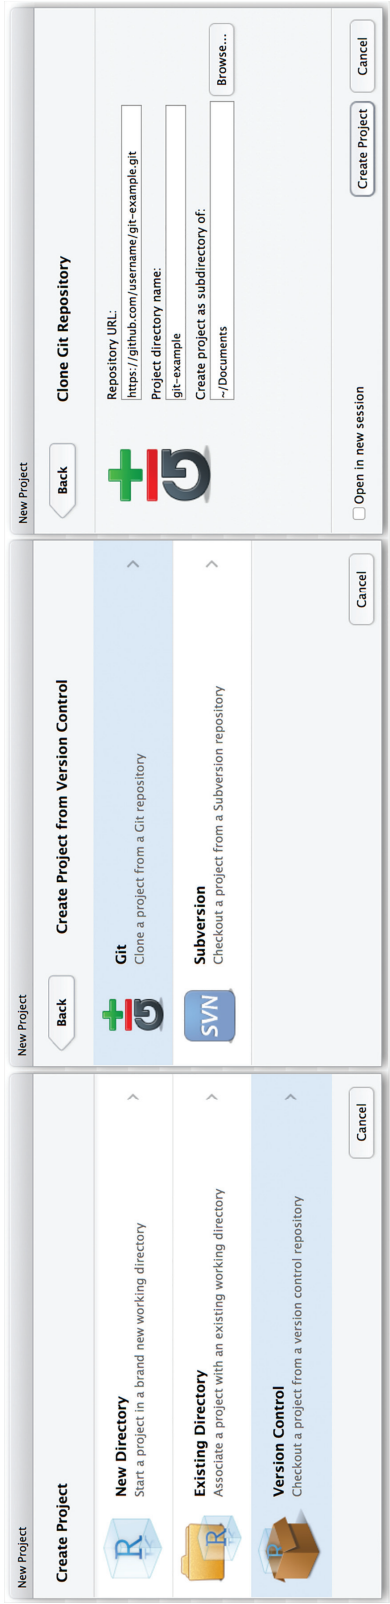 New Project
Create Project
R
New Directory
Start a project in a brand new working directory
R
Existing Directory
Associate a project with an existing working directory
R
Version Control
Checkout a project from a version control repository
Cancel
New Project
Back
Create Project from Version Control
Git
Clone a project from a Git repository
SVN
Subversion
Checkout a project from a Subversion repository
Cancel
New Project
Back
Clone Git Repository
Repository URL:
https://github.com/username/git-example.git
Project directory name:
git-example
Create project as subdirectory of:
~/Documents
Browse...
Open in new session
Create Project
Cancel